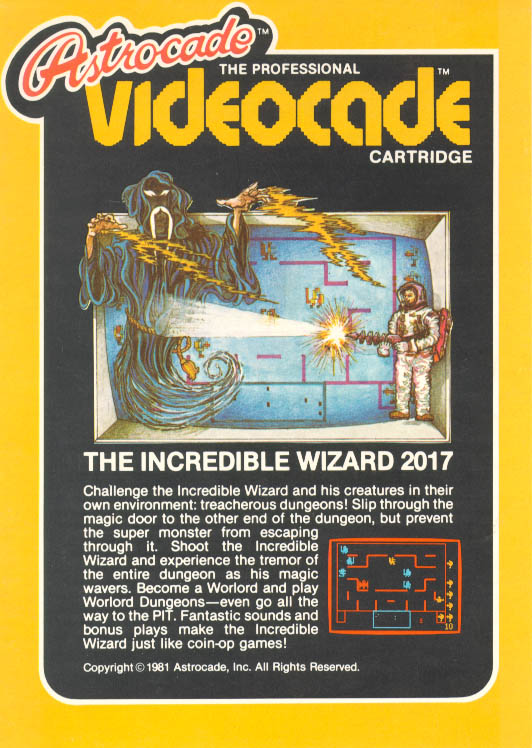 Astrocade™
THE PROFESSIONAL
VIDEOCADE™
CARTRIDGE
THE INCREDIBLE WIZARD 2017
Challenge the Incredible Wizard and his creatures in their
own environment: treacherous dungeons! Slip through the
magic door to the other end of the dungeon, but prevent
the super monster from escaping
through it. Shoot the Incredible
Wizard and experience the tremor of
the entire dungeon as his magic
wavers. Become a Worlord and play
Worlord Dungeons—even go all the
way to the PIT. Fantastic sounds and
bonus plays make the Incredible
Wizard just like coin-op games!
10
Copyright © 1981 Astrocade, Inc. All Rights Reserved.